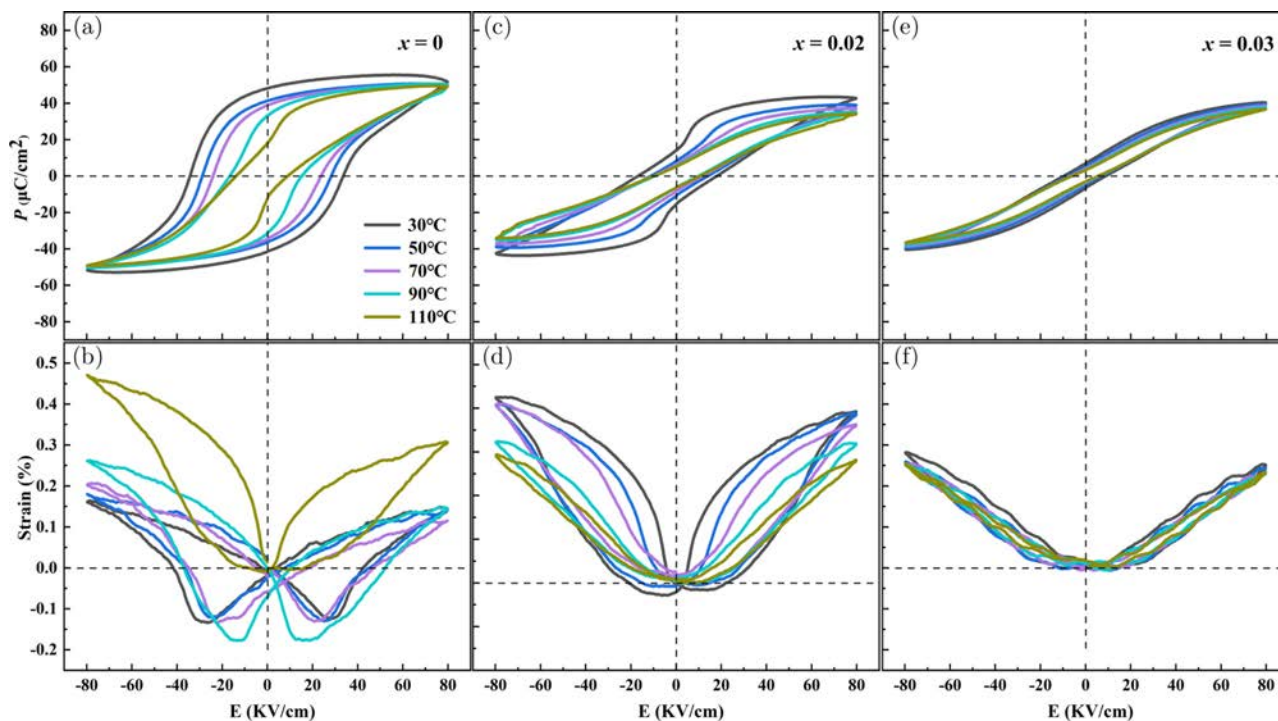 (a)
x = 0
(c)
x = 0.02
(e)
x = 0.03
80
60
40
20
0
-20
-40
-60
-80
P (μC/cm²)
30°C
50°C
70°C
90°C
110°C
(b)
(d)
(f)
0.5
0.4
0.3
0.2
0.1
0.0
-0.1
-0.2
Strain (%)
-80 -60 -40 -20 0 20 40 60 80
-80 -60 -40 -20 0 20 40 60 80
-80 -60 -40 -20 0 20 40 60 80
E (KV/cm)
E (KV/cm)
E (KV/cm)